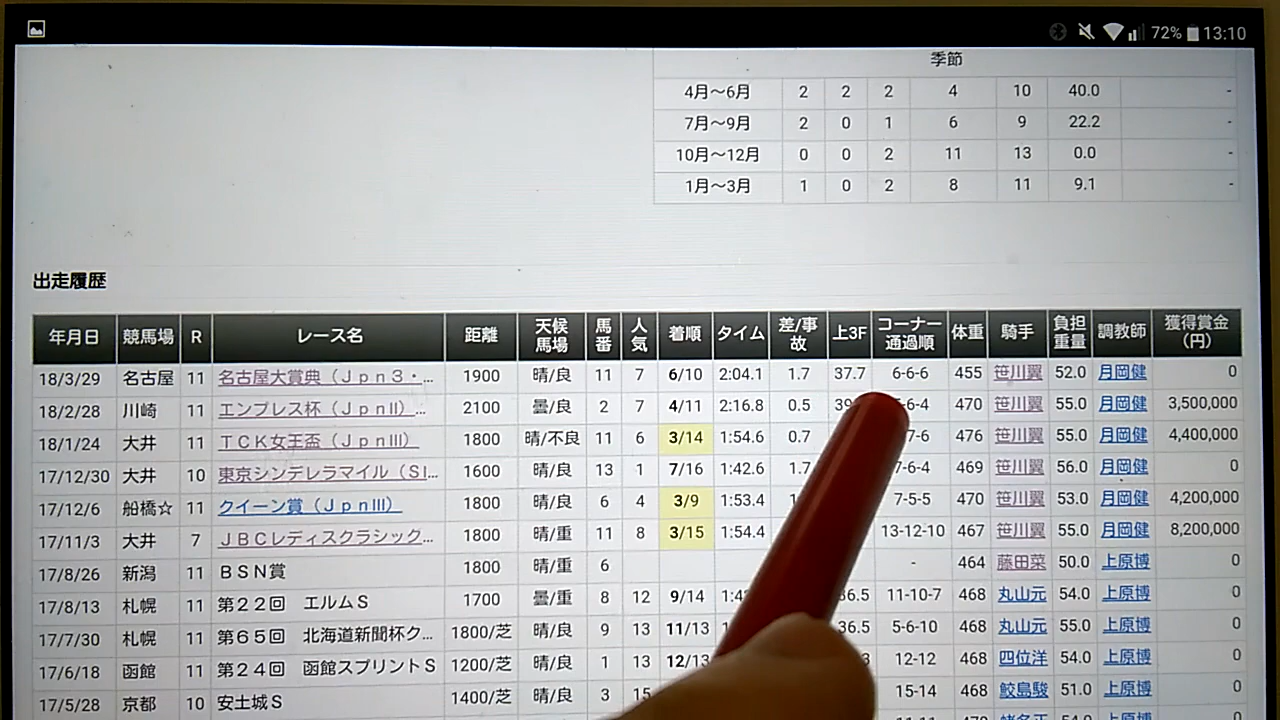 72% 13:10
季節
4月～6月 2 2 2 4 10 40.0 -
7月～9月 2 0 1 6 9 22.2 -
10月～12月 0 0 2 11 13 0.0 -
1月～3月 1 0 2 8 11 9.1 -
出走履歴
年月日 競馬場 R レース名 距離 天候馬場 馬番 人気 着順 タイム 差/事故 上3F コーナー通過順 体重 騎手 負担重量 調教師 獲得賞金(円)
18/3/29 名古屋 11 名古屋大賞典（Ｊｐｎ３・... 1900 晴/良 11 7 6/10 2:04.1 1.7 37.7 6-6-6 455 笹川翼 52.0 月岡健 0
18/2/28 川崎 11 エンプレス杯（ＪｐｎII）... 2100 曇/良 2 7 4/11 2:16.8 0.5 -6-4 470 笹川翼 55.0 月岡健 3,500,000
18/1/24 大井 11 ＴＣＫ女王盃（ＪｐｎIII） 1800 晴/不良 11 6 3/14 1:54.6 0.7 7-6 476 笹川翼 55.0 月岡健 4,400,000
17/12/30 大井 10 東京シンデレラマイル（ＳI... 1600 晴/良 13 1 7/16 1:42.6 1.7 7-6-4 469 笹川翼 56.0 月岡健 0
17/12/6 船橋☆ 11 クイーン賞（ＪｐｎIII） 1800 晴/良 6 4 3/9 1:53.4 7-5-5 470 笹川翼 53.0 月岡健 4,200,000
17/11/3 大井 7 ＪＢＣレディスクラシック... 1800 晴/重 11 8 3/15 1:54.4 13-12-10 467 笹川翼 55.0 月岡健 8,200,000
17/8/26 新潟 11 ＢＳＮ賞 1800 晴/重 6 - 464 藤田菜 50.0 上原博 0
17/8/13 札幌 11 第２２回 エルムＳ 1700 曇/重 8 12 9/14 36.5 11-10-7 468 丸山元 54.0 上原博 0
17/7/30 札幌 11 第６５回 北海道新聞杯ク... 1800/芝 晴/良 9 13 11/13 36.5 5-6-10 468 丸山元 55.0 上原博 0
17/6/18 函館 11 第２４回 函館スプリントＳ 1200/芝 晴/良 1 13 12/13 12-12 468 四位洋 54.0 上原博 0
17/5/28 京都 10 安土城Ｓ 1400/芝 晴/良 3 15 15-14 468 鮫島駿 51.0 上原博 0